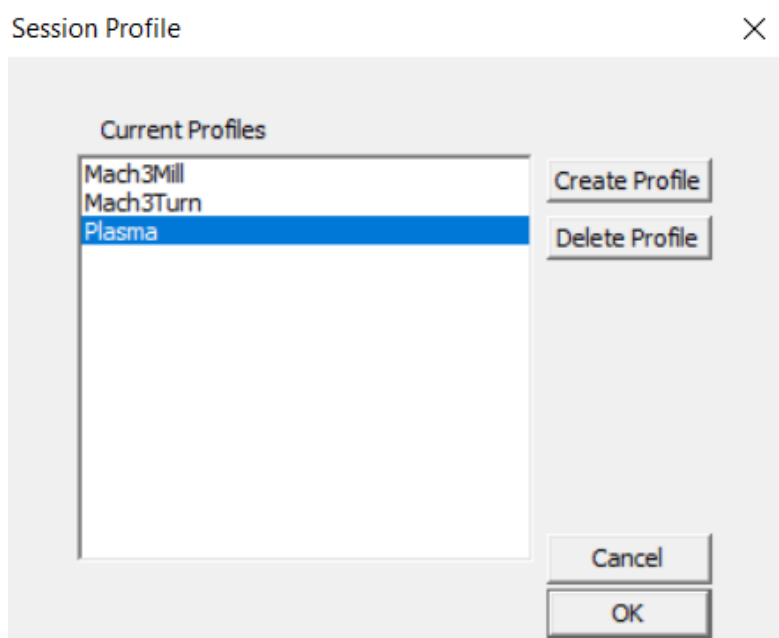 Session Profile
Current Profiles
Mach3Mill
Mach3Turn
Plasma
Create Profile
Delete Profile
Cancel
OK